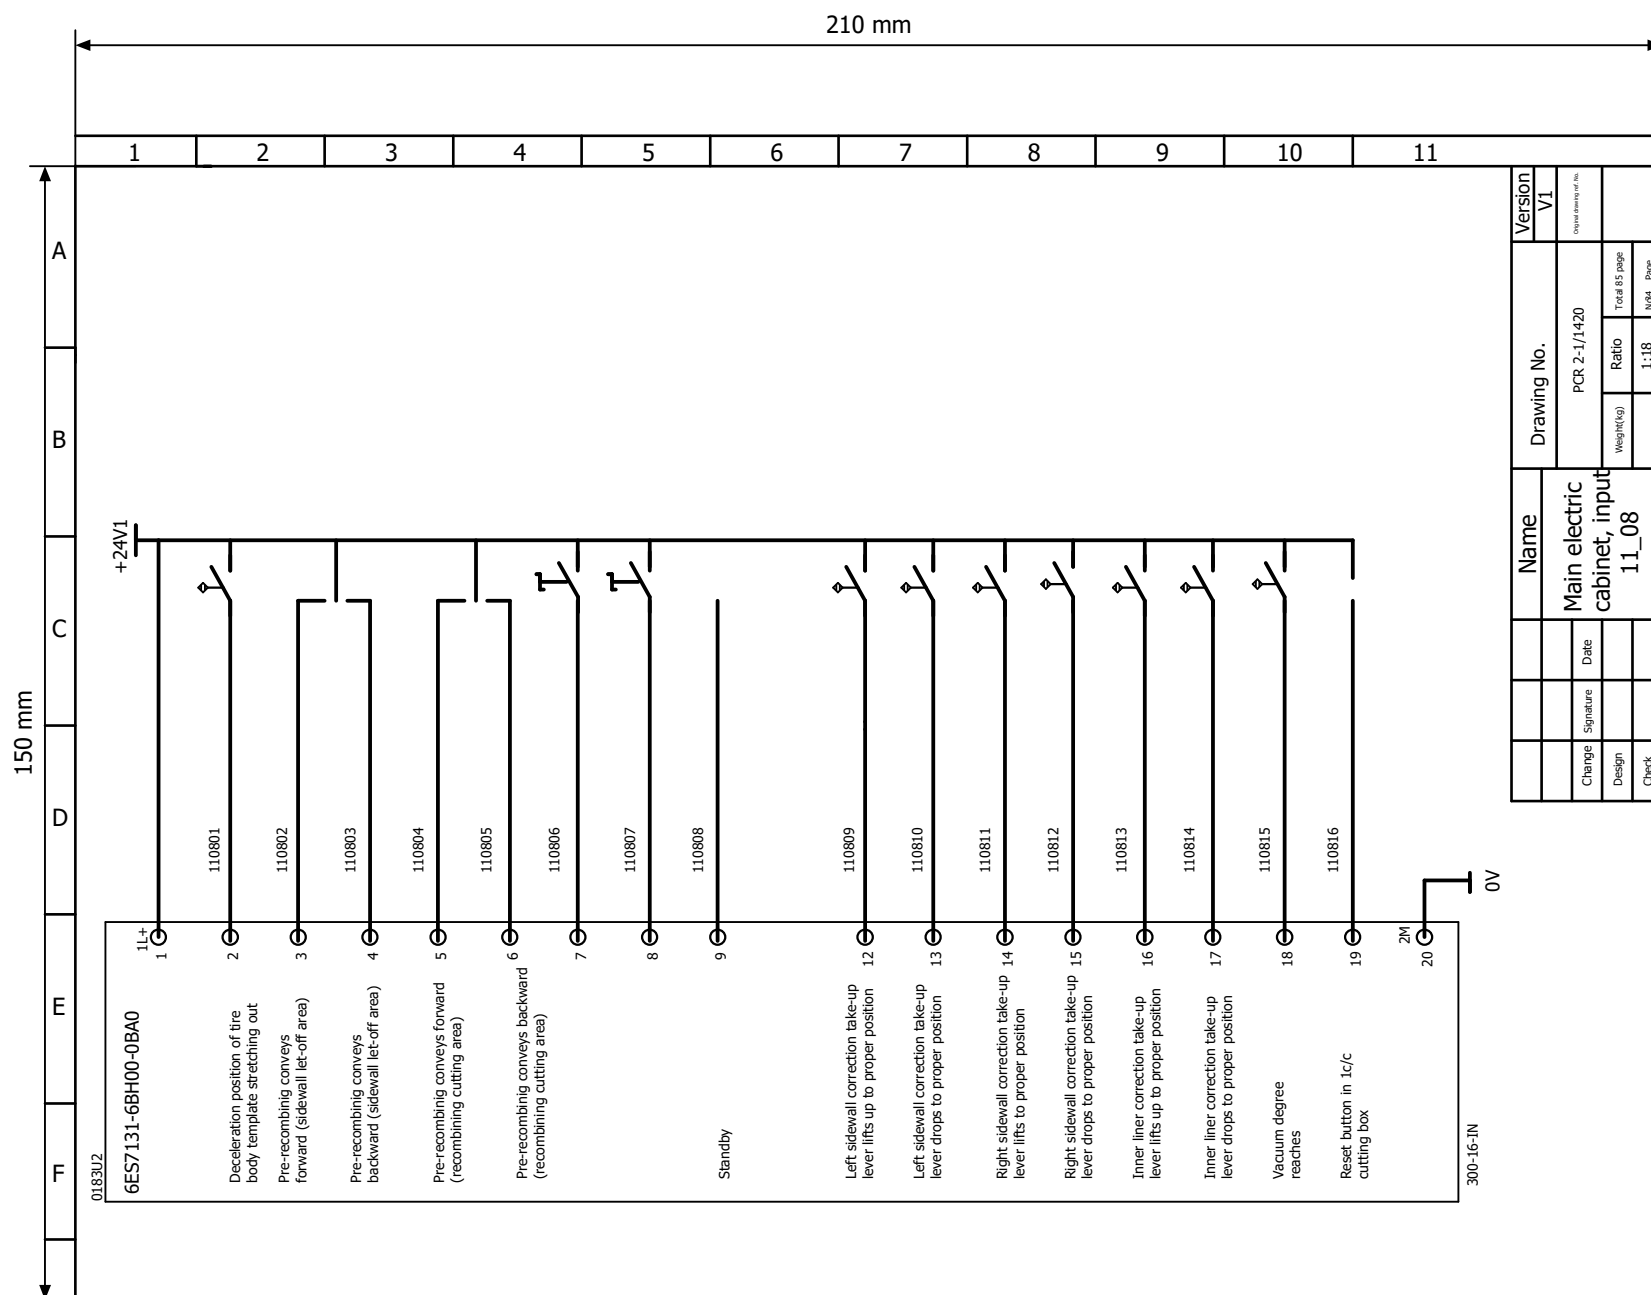 210 mm
1 2 3 4 5 6 7 8 9 10 11
150 mm
A
B
C
D
E
F
+24V1
110801
110802
110803
110804
110805
110806
110807
110808
110809
110810
110811
110812
110813
110814
110815
110816
0V
1L+
1
2
3
4
5
6
7
8
9
12
13
14
15
16
17
18
19
2M
20
0183U2
6ES7131-6BH00-0BA0
Deceleration position of tire
body template stretching out
Pre-recombinig conveys
forward (sidewall let-off area)
Pre-recombinig conveys
backward (sidewall let-off area)
Pre-recombinig conveys forward
(recombining cutting area)
Pre-recombinig conveys backward
(recombining cutting area)
Standby
Left sidewall correction take-up
lever lifts up to proper position
Left sidewall correction take-up
lever drops to proper position
Right sidewall correction take-up
lever lifts to proper position
Right sidewall correction take-up
lever drops to proper position
Inner liner correction take-up
lever lifts up to proper position
Inner liner correction take-up
lever drops to proper position
Vacuum degree
reaches
Reset button in 1c/c
cutting box
300-16-IN
Version
V1
Original drawing ref. No.
Drawing No.
PCR 2-1/1420
Total 85 page
Page
Ratio
1:18
Weight(kg)
Name
Main electric
cabinet, input
11_08
Date
Signature
Change
Design
Check